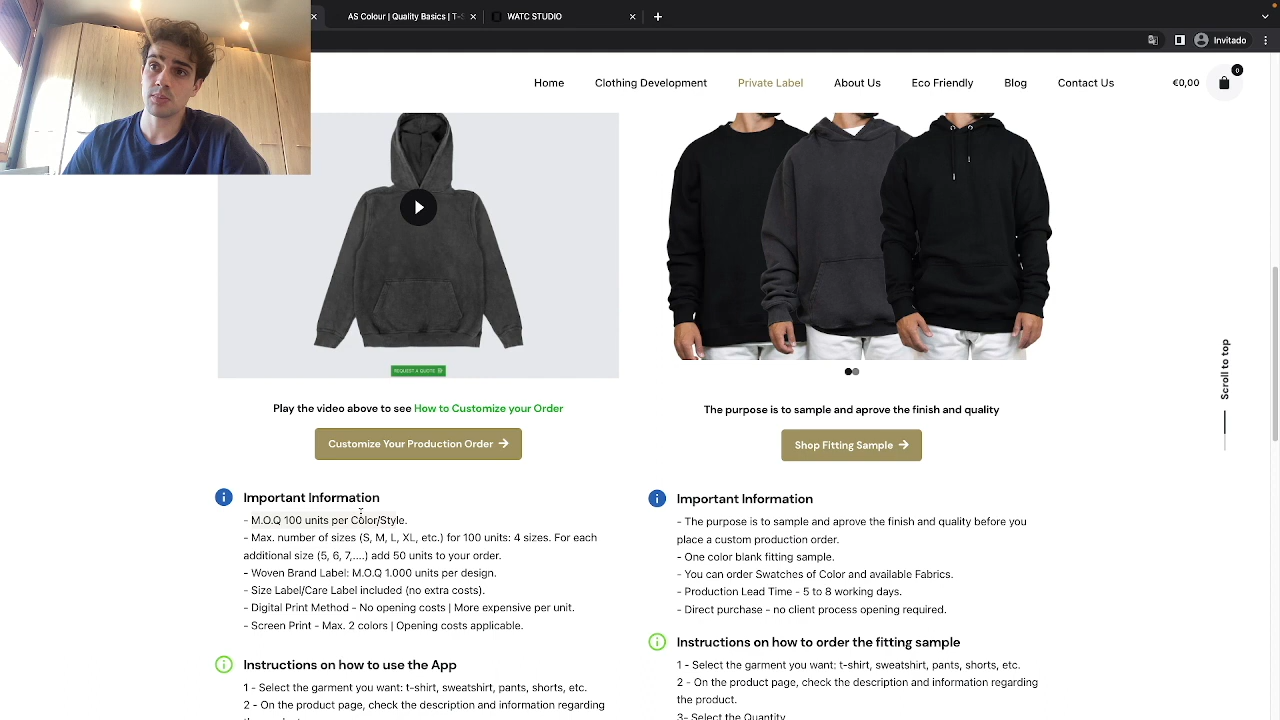 AS Colour | Quality Basics | T-S
WATC STUDIO
Invitado
Home
Clothing Development
Private Label
About Us
Eco Friendly
Blog
Contact Us
€0,00
0
REQUEST A QUOTE
Scroll to top
Play the video above to see How to Customize your Order
Customize Your Production Order →
Important Information
- M.O.Q 100 units per Color/Style.
- Max. number of sizes (S, M, L, XL, etc.) for 100 units: 4 sizes. For each
additional size (5, 6, 7,....) add 50 units to your order.
- Woven Brand Label: M.O.Q 1.000 units per design.
- Size Label/Care Label included (no extra costs).
- Digital Print Method - No opening costs | More expensive per unit.
- Screen Print - Max. 2 colors | Opening costs applicable.
Instructions on how to use the App
1 - Select the garment you want: t-shirt, sweatshirt, pants, shorts, etc.
2 - On the product page, check the description and information regarding
The purpose is to sample and aprove the finish and quality
Shop Fitting Sample →
Important Information
- The purpose is to sample and aprove the finish and quality before you
place a custom production order.
- One color blank fitting sample.
- You can order Swatches of Color and available Fabrics.
- Production Lead Time - 5 to 8 working days.
- Direct purchase - no client process opening required.
Instructions on how to order the fitting sample
1 - Select the garment you want: t-shirt, sweatshirt, pants, shorts, etc.
2 - On the product page, check the description and information regarding
the product.
3- Select the Quantity